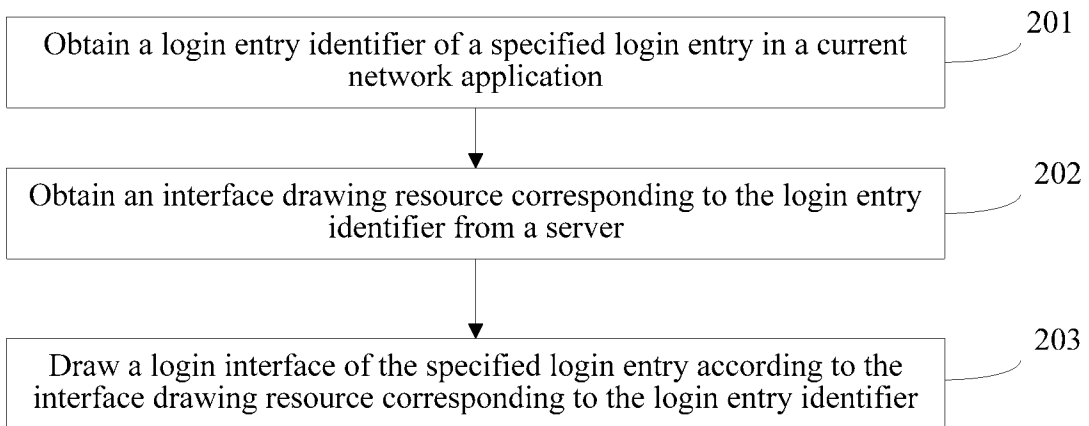 201
Obtain a login entry identifier of a specified login entry in a current
network application
202
Obtain an interface drawing resource corresponding to the login entry
identifier from a server
203
Draw a login interface of the specified login entry according to the
interface drawing resource corresponding to the login entry identifier